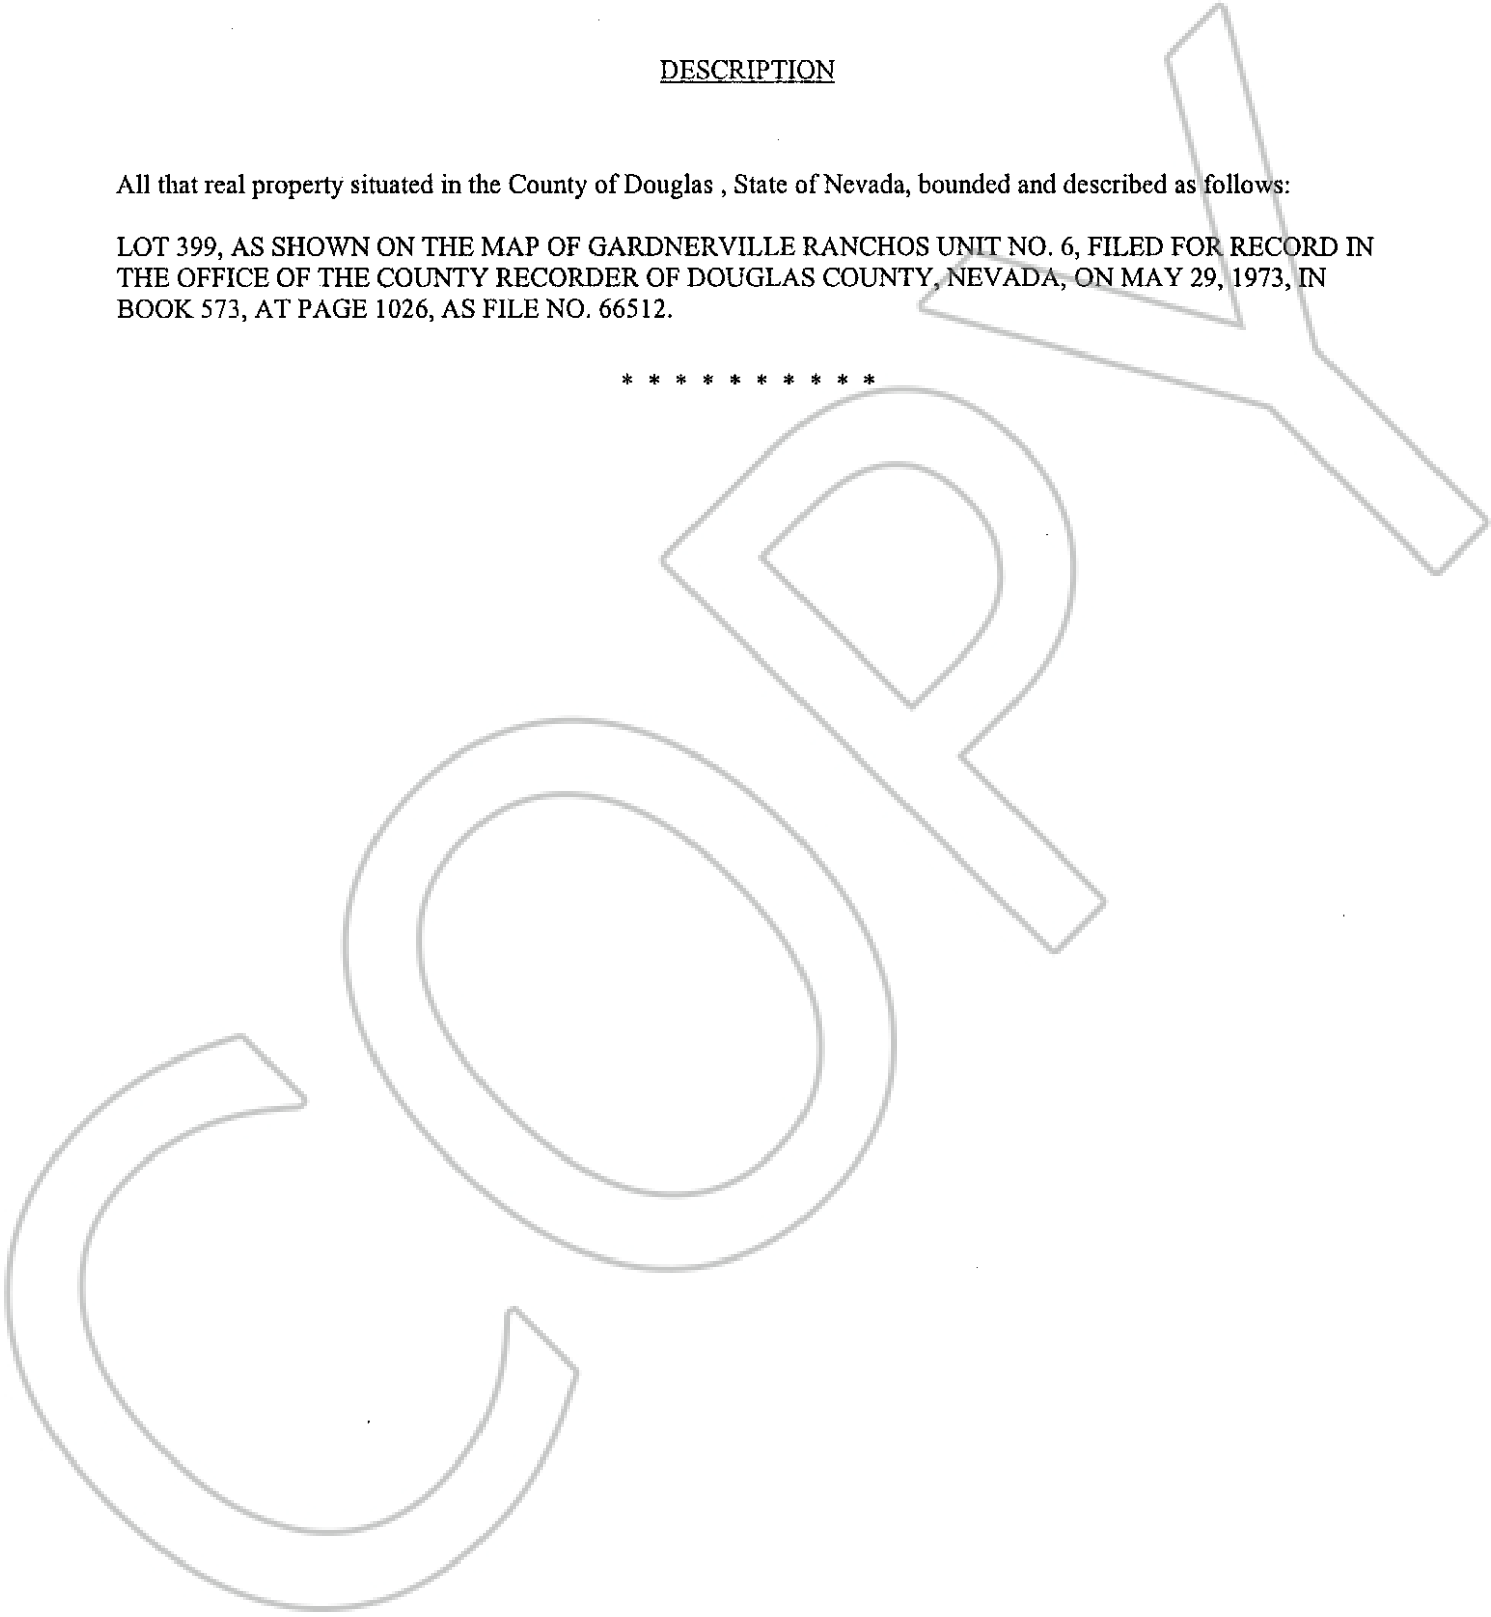 DESCRIPTION
All that real property situated in the County of Douglas , State of Nevada, bounded and described as follows:
LOT 399, AS SHOWN ON THE MAP OF GARDNERVILLE RANCHOS UNIT NO. 6, FILED FOR RECORD IN
THE OFFICE OF THE COUNTY RECORDER OF DOUGLAS COUNTY, NEVADA, ON MAY 29, 1973, IN
BOOK 573, AT PAGE 1026, AS FILE NO. 66512.
* * * * * * * * * *
COPY